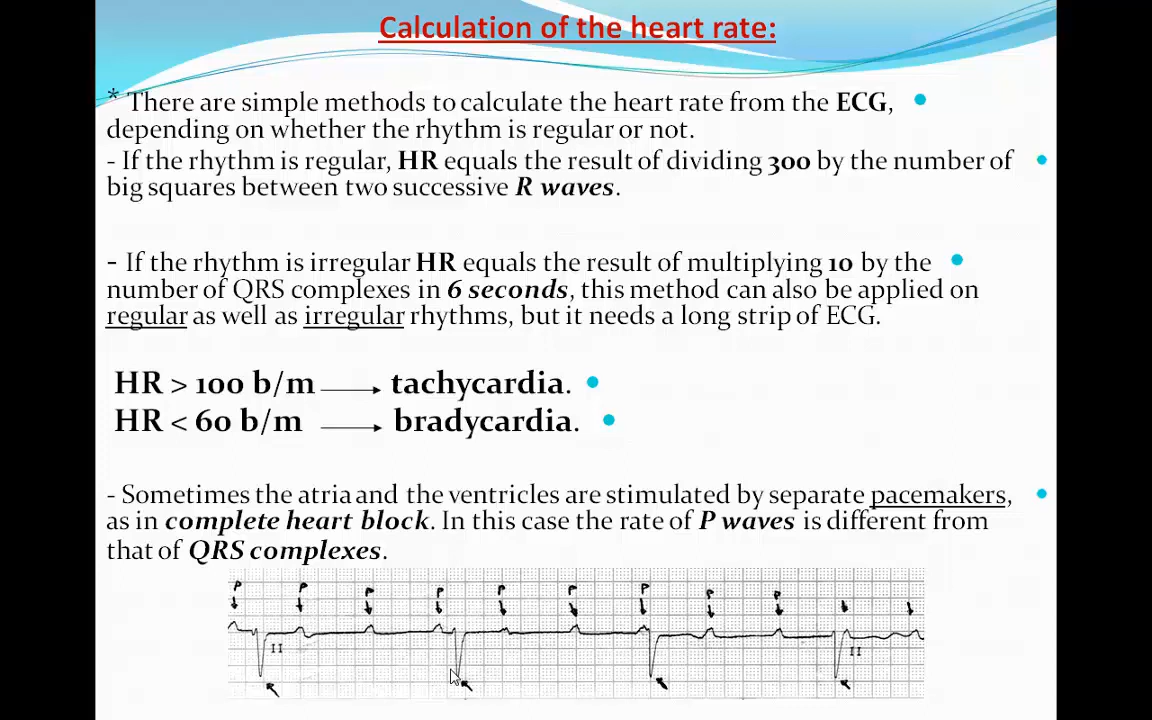 Calculation of the heart rate:
* There are simple methods to calculate the heart rate from the ECG,
depending on whether the rhythm is regular or not.
- If the rhythm is regular, HR equals the result of dividing 300 by the number of
big squares between two successive R waves.
- If the rhythm is irregular HR equals the result of multiplying 10 by the
number of QRS complexes in 6 seconds, this method can also be applied on
regular as well as irregular rhythms, but it needs a long strip of ECG.
HR > 100 b/m → tachycardia.
HR < 60 b/m → bradycardia.
- Sometimes the atria and the ventricles are stimulated by separate pacemakers,
as in complete heart block. In this case the rate of P waves is different from
that of QRS complexes.
P P P P P P P P P
II II